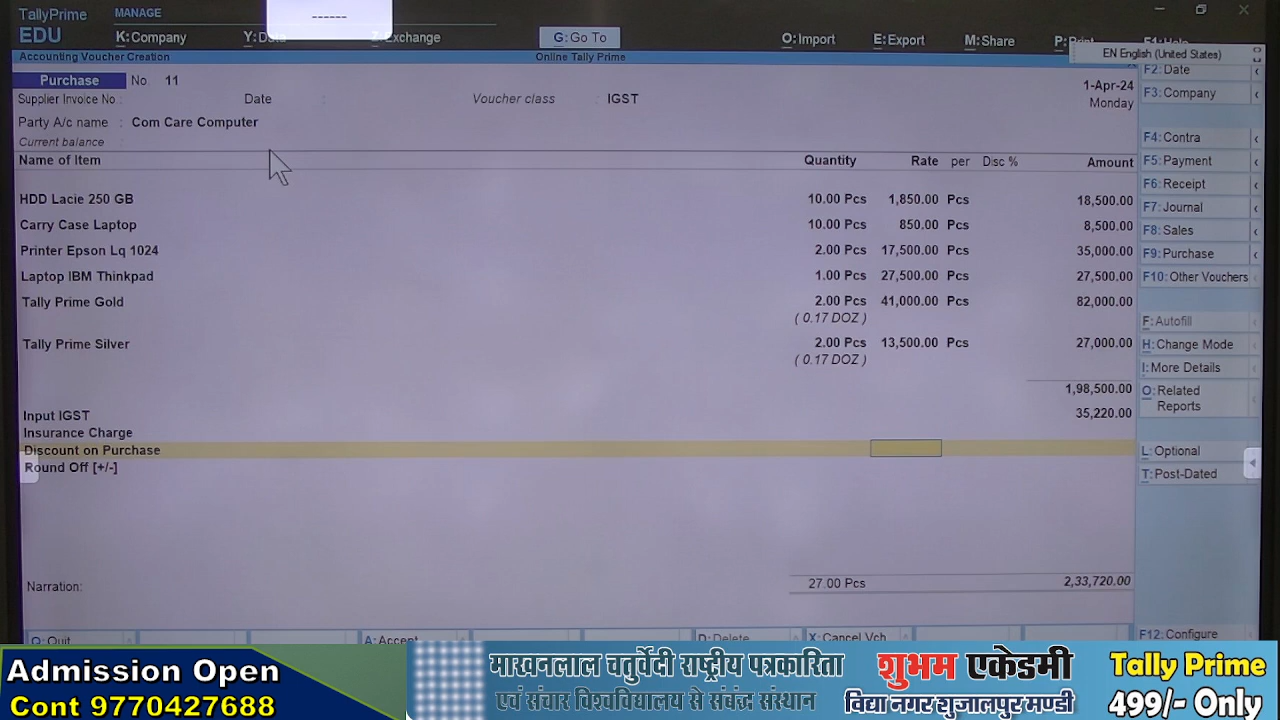 TallyPrime MANAGE
EDU K: Company Y: Data Z: Exchange G: Go To O: Import E: Export M: Share P: Print F1: Help
------
EN English (United States)
Accounting Voucher Creation Online Tally Prime
Purchase No. 11 1-Apr-24
Supplier Invoice No.: Date : Voucher class : IGST Monday
Party A/c name : Com Care Computer
Current balance :
Name of Item Quantity Rate per Disc % Amount
HDD Lacie 250 GB 10.00 Pcs 1,850.00 Pcs 18,500.00
Carry Case Laptop 10.00 Pcs 850.00 Pcs 8,500.00
Printer Epson Lq 1024 2.00 Pcs 17,500.00 Pcs 35,000.00
Laptop IBM Thinkpad 1.00 Pcs 27,500.00 Pcs 27,500.00
Tally Prime Gold 2.00 Pcs 41,000.00 Pcs 82,000.00
( 0.17 DOZ )
Tally Prime Silver 2.00 Pcs 13,500.00 Pcs 27,000.00
( 0.17 DOZ )
1,98,500.00
Input IGST 35,220.00
Insurance Charge
Discount on Purchase
Round Off [+/-]
Narration: 27.00 Pcs 2,33,720.00
Q: Quit A: Accept D: Delete X: Cancel Vch
F2: Date
F3: Company
F4: Contra
F5: Payment
F6: Receipt
F7: Journal
F8: Sales
F9: Purchase
F10: Other Vouchers
F: Autofill
H: Change Mode
I: More Details
O: Related
Reports
L: Optional
T: Post-Dated
F12: Configure
Admission Open
Cont 9770427688
माखनलाल चतुर्वेदी राष्ट्रीय पत्रकारिता
एवं संचार विश्वविद्यालय से संबद्ध संस्थान
शुभम एकेडमी
विद्या नगर शुजालपुर मण्डी
Tally Prime
499/- Only